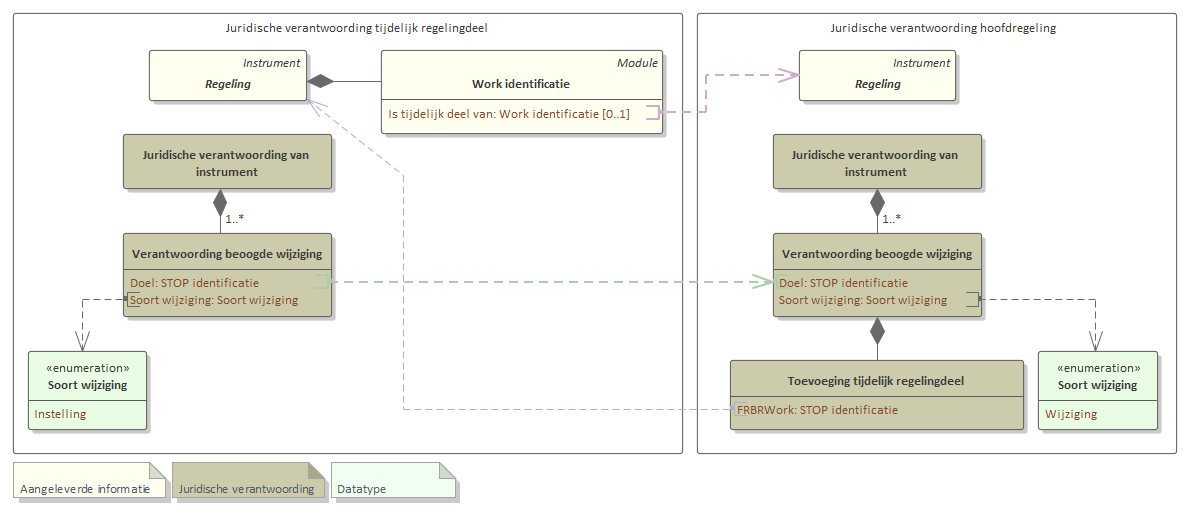 Juridische verantwoording tijdelijk regelingdeel
Instrument
Regeling
Module
Work identificatie
Is tijdelijk deel van: Work identificatie [0..1]
Juridische verantwoording van
instrument
1..*
Verantwoording beoogde wijziging
Doel: STOP identificatie
Soort wijziging: Soort wijziging
«enumeration»
Soort wijziging
Instelling
Juridische verantwoording hoofdregeling
Instrument
Regeling
Juridische verantwoording van
instrument
1..*
Verantwoording beoogde wijziging
Doel: STOP identificatie
Soort wijziging: Soort wijziging
Toevoeging tijdelijk regelingdeel
FRBRWork: STOP identificatie
«enumeration»
Soort wijziging
Wijziging
Aangeleverde informatie
Juridische verantwoording
Datatype